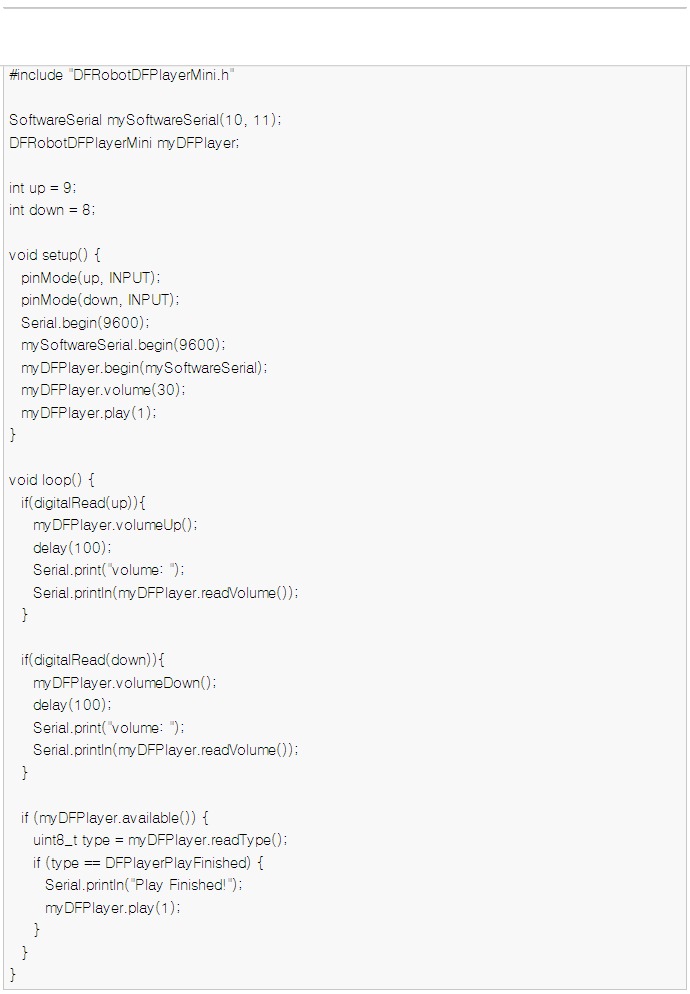 #include "DFRobotDFPlayerMini.h"
SoftwareSerial mySoftwareSerial(10, 11);
DFRobotDFPlayerMini myDFPlayer;
int up = 9;
int down = 8;
void setup() {
pinMode(up, INPUT);
pinMode(down, INPUT);
Serial.begin(9600);
mySoftwareSerial.begin(9600);
myDFPlayer.begin(mySoftwareSerial);
myDFPlayer.volume(30);
myDFPlayer.play(1);
}
void loop() {
if(digitalRead(up)){
myDFPlayer.volumeUp();
delay(100);
Serial.print("volume: ");
Serial.println(myDFPlayer.readVolume());
}
if(digitalRead(down)){
myDFPlayer.volumeDown();
delay(100);
Serial.print("volume: ");
Serial.println(myDFPlayer.readVolume());
}
if (myDFPlayer.available()) {
uint8_t type = myDFPlayer.readType();
if (type == DFPlayerPlayFinished) {
Serial.println("Play Finished!");
myDFPlayer.play(1);
}
}
}